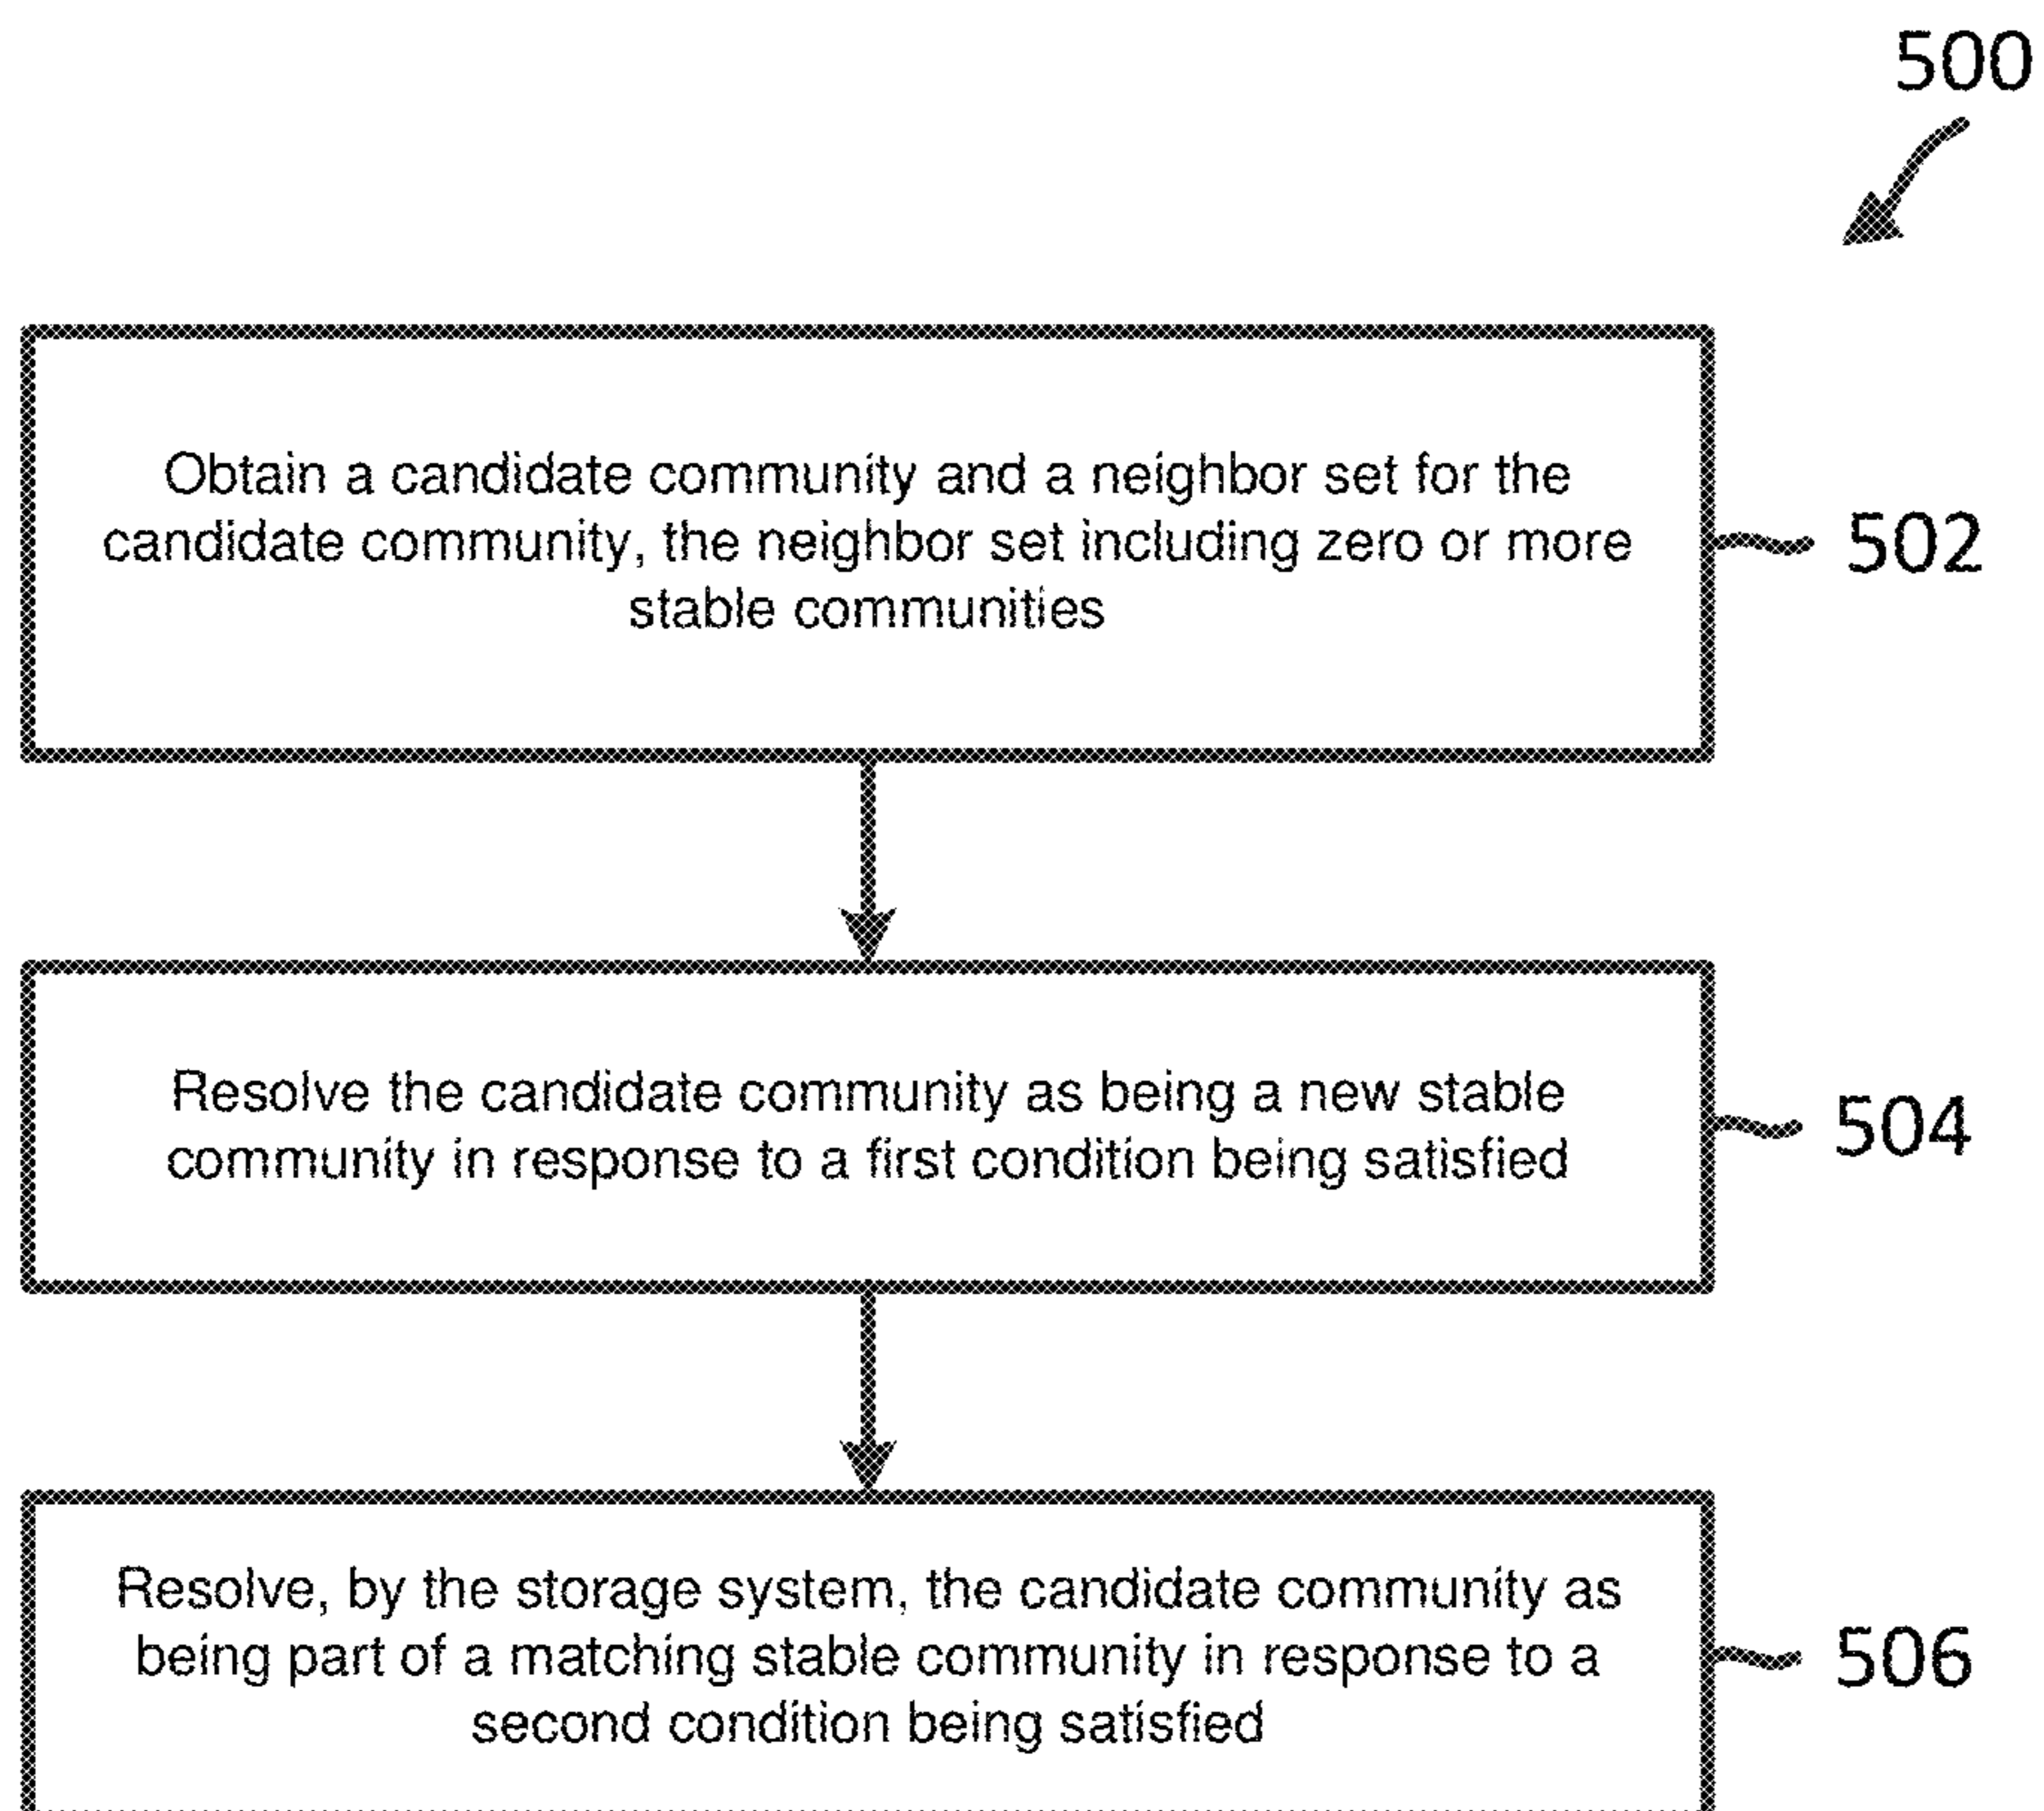 500
Obtain a candidate community and a neighbor set for the
candidate community, the neighbor set including zero or more
stable communities
502
Resolve the candidate community as being a new stable
community in response to a first condition being satisfied
504
Resolve, by the storage system, the candidate community as
being part of a matching stable community in response to a
second condition being satisfied
506